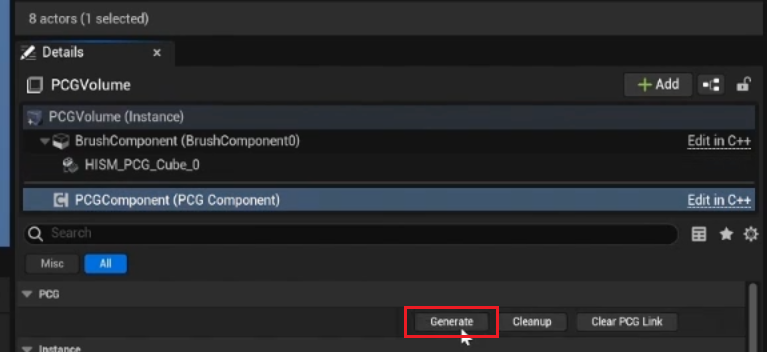 8 actors (1 selected)
Details
PCGVolume
Add
PCGVolume (Instance)
BrushComponent (BrushComponent0) Edit in C++
HISM_PCG_Cube_0
PCGComponent (PCG Component) Edit in C++
Search
Misc All
PCG
Generate Cleanup Clear PCG Link
Instance